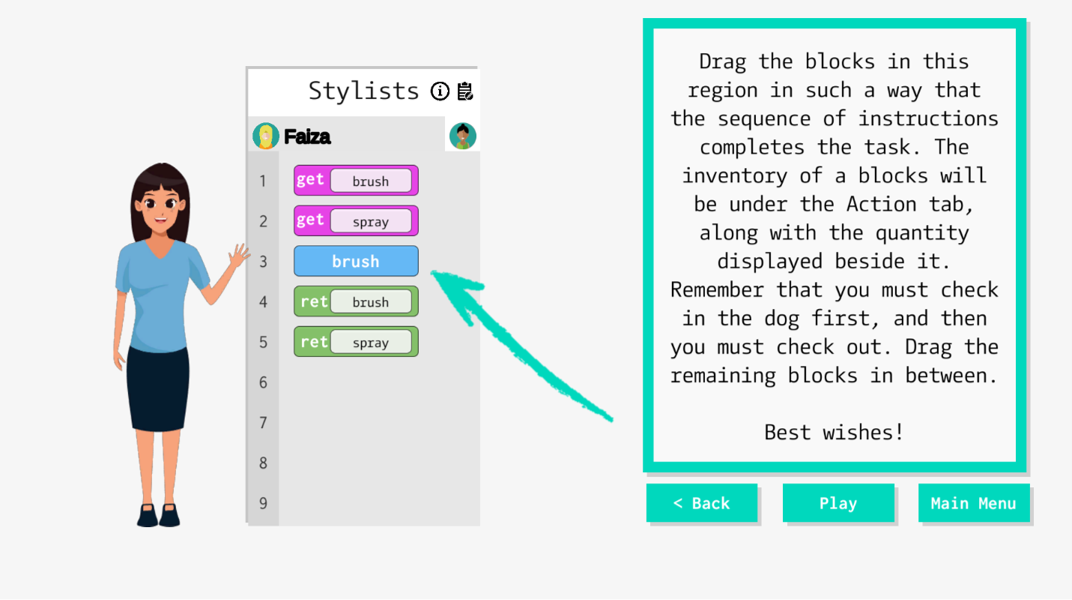 Stylists
Faiza
1 get brush
2 get spray
3 brush
4 ret brush
5 ret spray
6
7
8
9
Drag the blocks in this
region in such a way that
the sequence of instructions
completes the task. The
inventory of a blocks will
be under the Action tab,
along with the quantity
displayed beside it.
Remember that you must check
in the dog first, and then
you must check out. Drag the
remaining blocks in between.
Best wishes!
< Back Play Main Menu